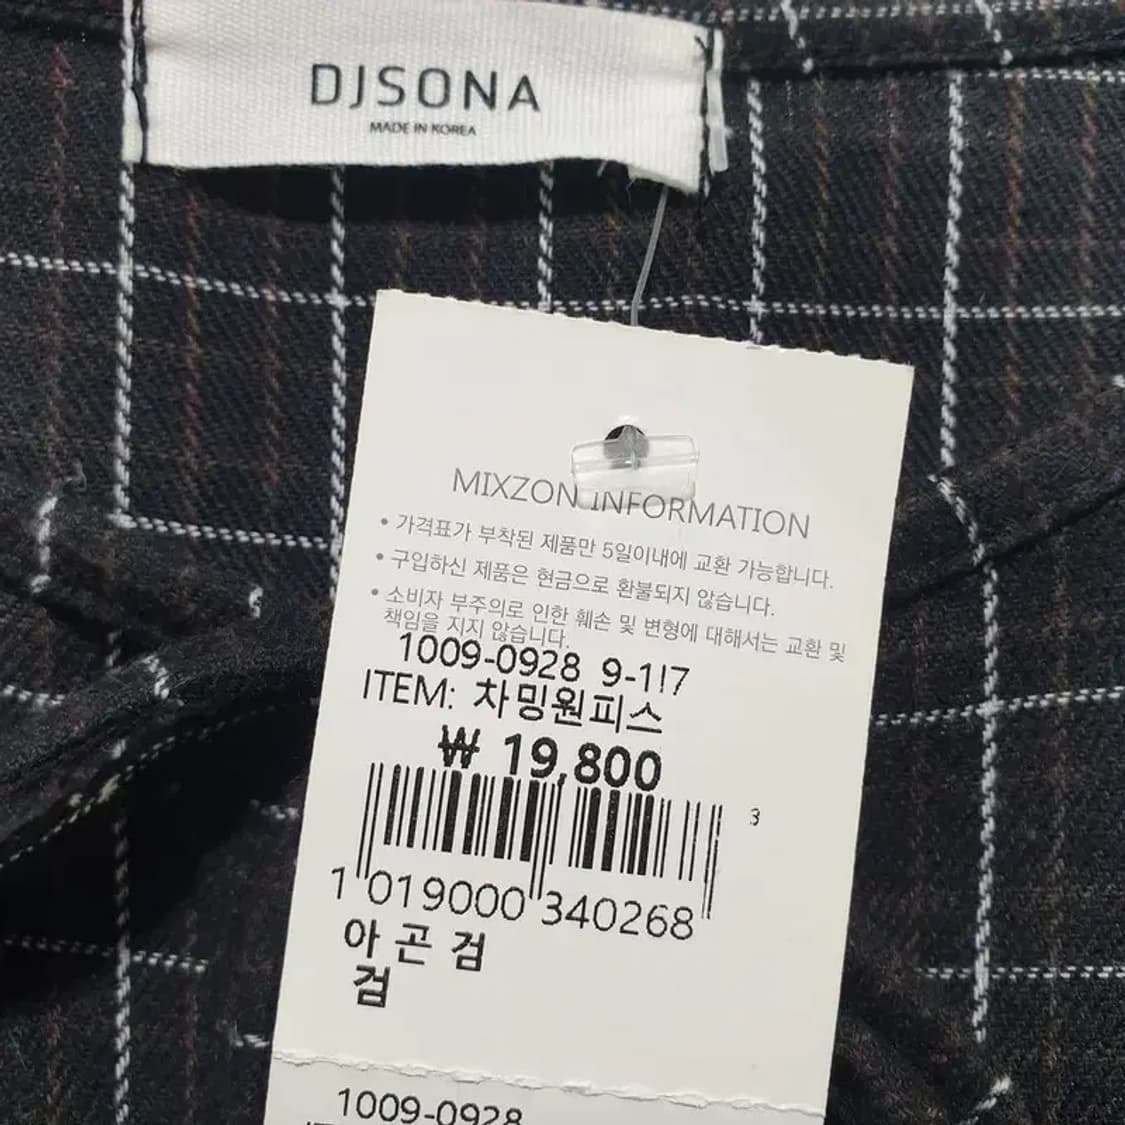 DJSONA
MADE IN KOREA
MIXZON INFORMATION
• 가격표가 부착된 제품만 5일이내에 교환 가능합니다.
• 구입하신 제품은 현금으로 환불되지 않습니다.
• 소비자 부주의로 인한 훼손 및 변형에 대해서는 교환 및
책임을 지지 않습니다.
1009-0928 9-1!7
ITEM: 차밍원피스
₩ 19,800
3
1 019000 340268
아 곤 검
검
1009-0928